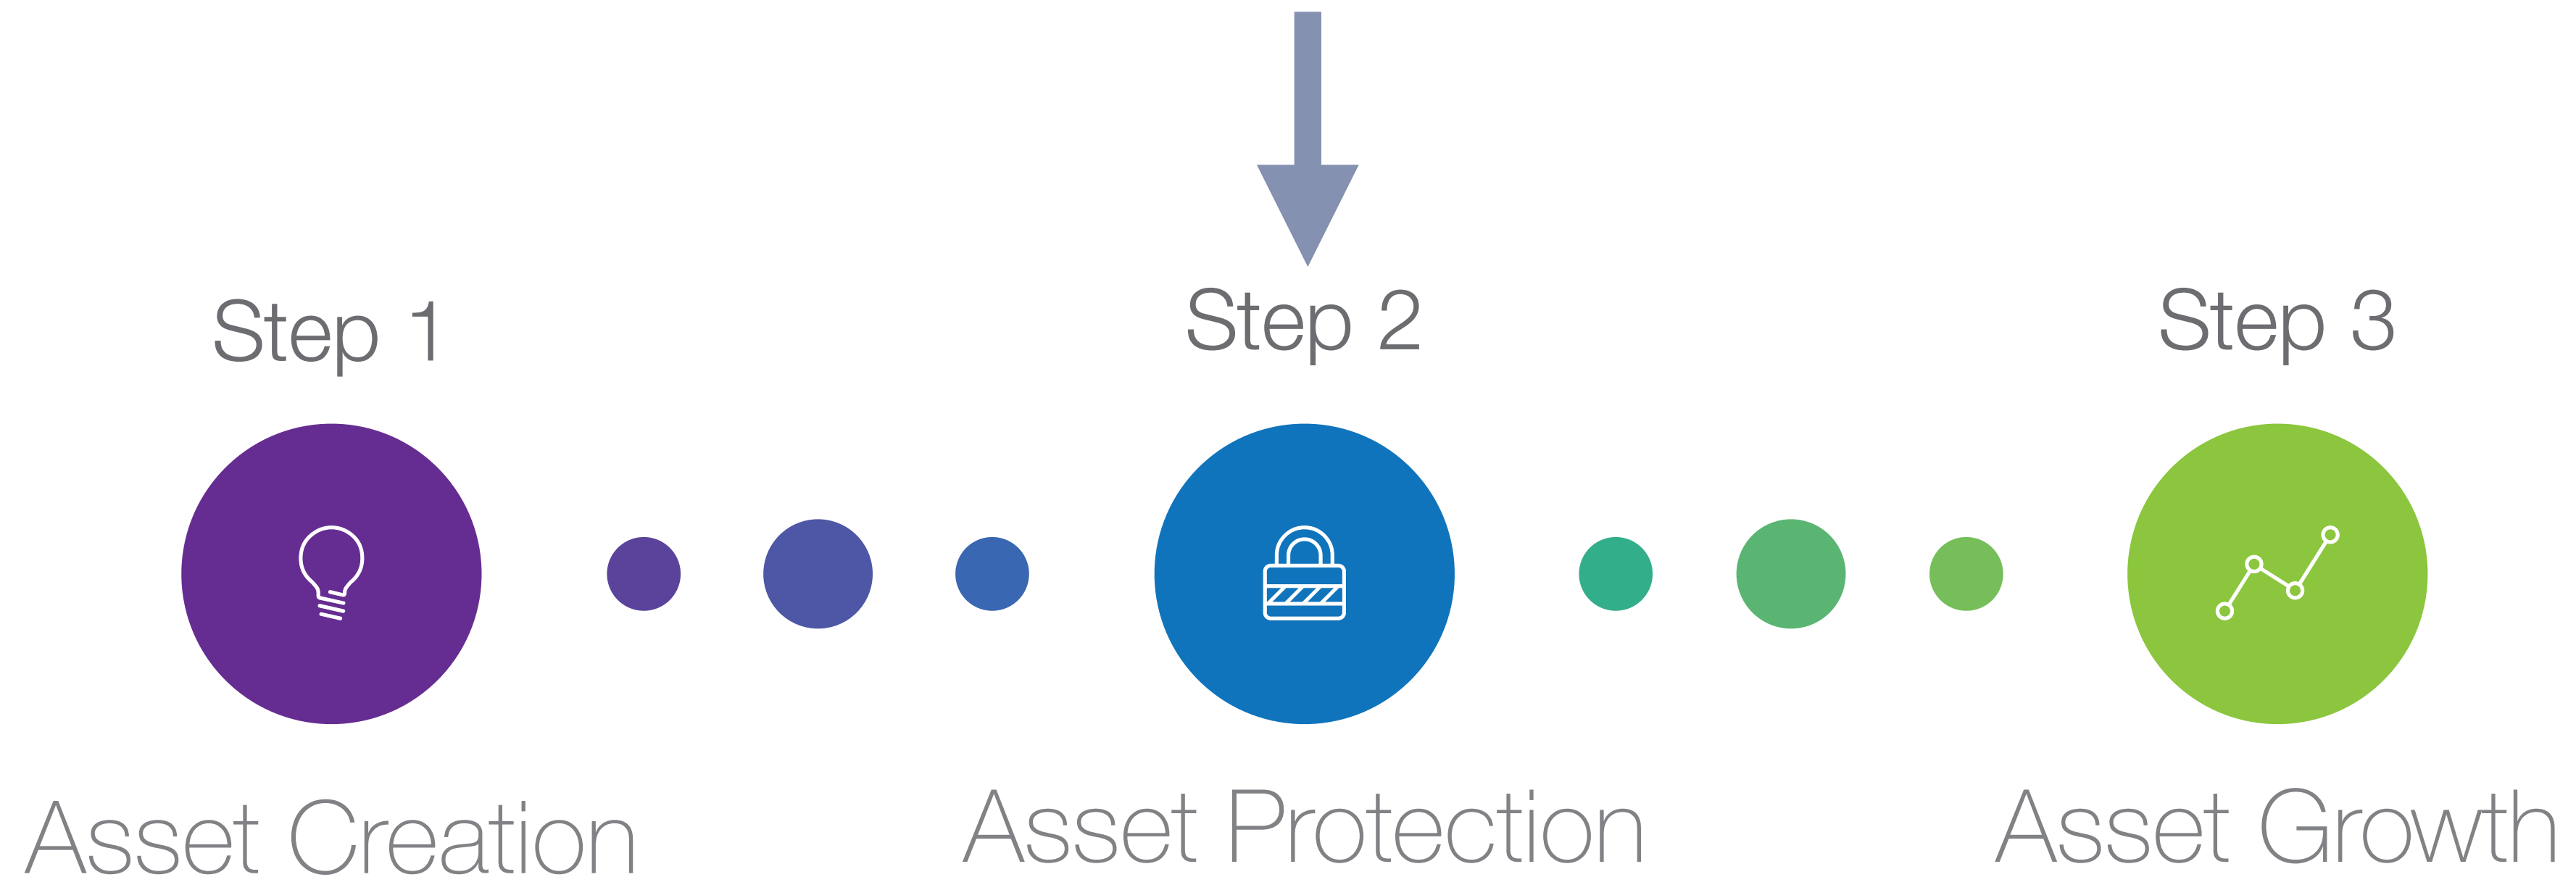 Step 1
Step 2
Step 3
Asset Creation
Asset Protection
Asset Growth